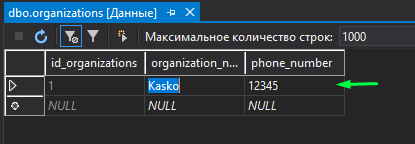 dbo.organizations [Данные]
Максимальное количество строк: 1000
id_organizations organization_n... phone_number
1 Kasko 12345
NULL NULL NULL